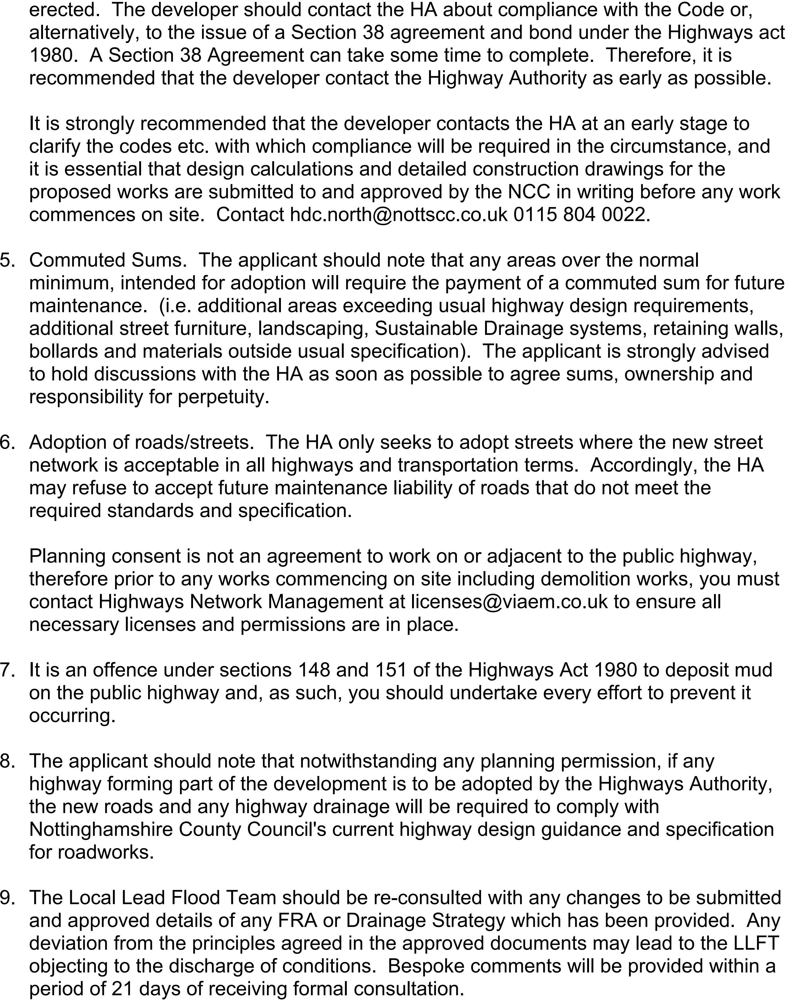 erected.  The developer should contact the HA about compliance with the Code or,
alternatively, to the issue of a Section 38 agreement and bond under the Highways act
1980.  A Section 38 Agreement can take some time to complete.  Therefore, it is
recommended that the developer contact the Highway Authority as early as possible.
It is strongly recommended that the developer contacts the HA at an early stage to
clarify the codes etc. with which compliance will be required in the circumstance, and
it is essential that design calculations and detailed construction drawings for the
proposed works are submitted to and approved by the NCC in writing before any work
commences on site.  Contact hdc.north@nottscc.co.uk 0115 804 0022.
5. Commuted Sums.  The applicant should note that any areas over the normal
minimum, intended for adoption will require the payment of a commuted sum for future
maintenance.  (i.e. additional areas exceeding usual highway design requirements,
additional street furniture, landscaping, Sustainable Drainage systems, retaining walls,
bollards and materials outside usual specification).  The applicant is strongly advised
to hold discussions with the HA as soon as possible to agree sums, ownership and
responsibility for perpetuity.
6. Adoption of roads/streets.  The HA only seeks to adopt streets where the new street
network is acceptable in all highways and transportation terms.  Accordingly, the HA
may refuse to accept future maintenance liability of roads that do not meet the
required standards and specification.
Planning consent is not an agreement to work on or adjacent to the public highway,
therefore prior to any works commencing on site including demolition works, you must
contact Highways Network Management at licenses@viaem.co.uk to ensure all
necessary licenses and permissions are in place.
7. It is an offence under sections 148 and 151 of the Highways Act 1980 to deposit mud
on the public highway and, as such, you should undertake every effort to prevent it
occurring.
8. The applicant should note that notwithstanding any planning permission, if any
highway forming part of the development is to be adopted by the Highways Authority,
the new roads and any highway drainage will be required to comply with
Nottinghamshire County Council's current highway design guidance and specification
for roadworks.
9. The Local Lead Flood Team should be re-consulted with any changes to be submitted
and approved details of any FRA or Drainage Strategy which has been provided.  Any
deviation from the principles agreed in the approved documents may lead to the LLFT
objecting to the discharge of conditions.  Bespoke comments will be provided within a
period of 21 days of receiving formal consultation.